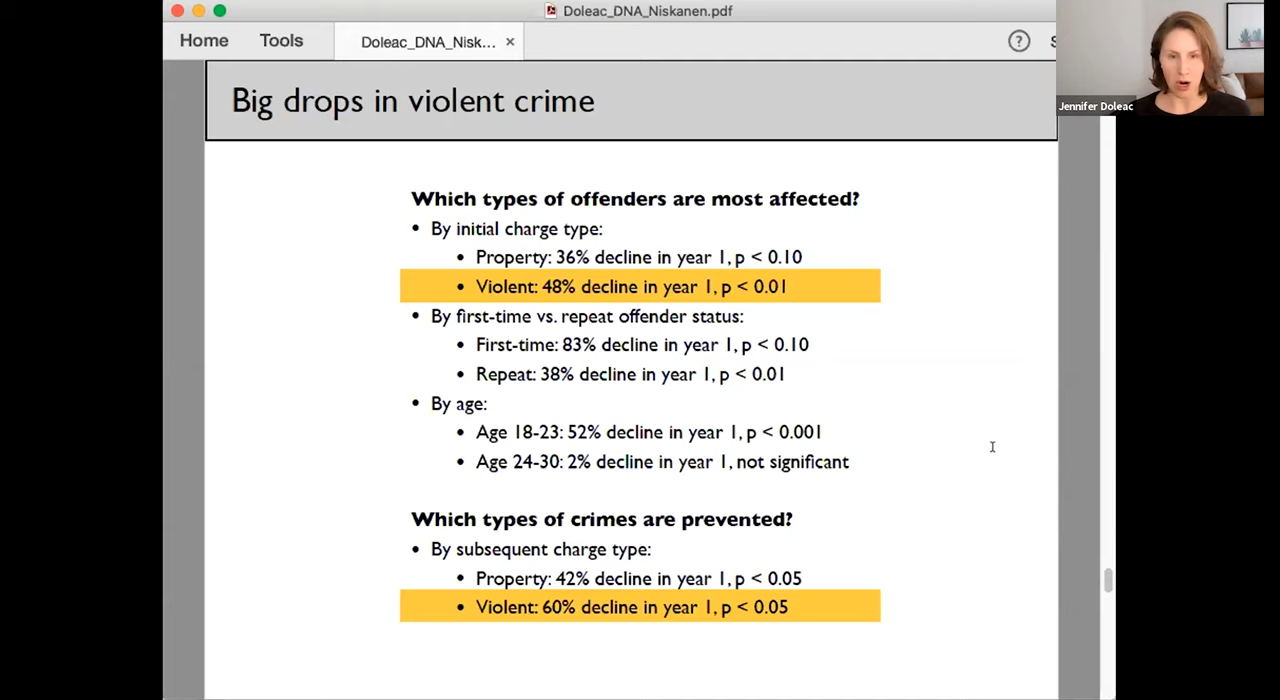 Doleac_DNA_Niskanen.pdf
Home Tools Doleac_DNA_Nisk... × ? S
Jennifer Doleac
Big drops in violent crime
Which types of offenders are most affected?
• By initial charge type:
• Property: 36% decline in year 1, p < 0.10
• Violent: 48% decline in year 1, p < 0.01
• By first-time vs. repeat offender status:
• First-time: 83% decline in year 1, p < 0.10
• Repeat: 38% decline in year 1, p < 0.01
• By age:
• Age 18-23: 52% decline in year 1, p < 0.001
• Age 24-30: 2% decline in year 1, not significant
Which types of crimes are prevented?
• By subsequent charge type:
• Property: 42% decline in year 1, p < 0.05
• Violent: 60% decline in year 1, p < 0.05